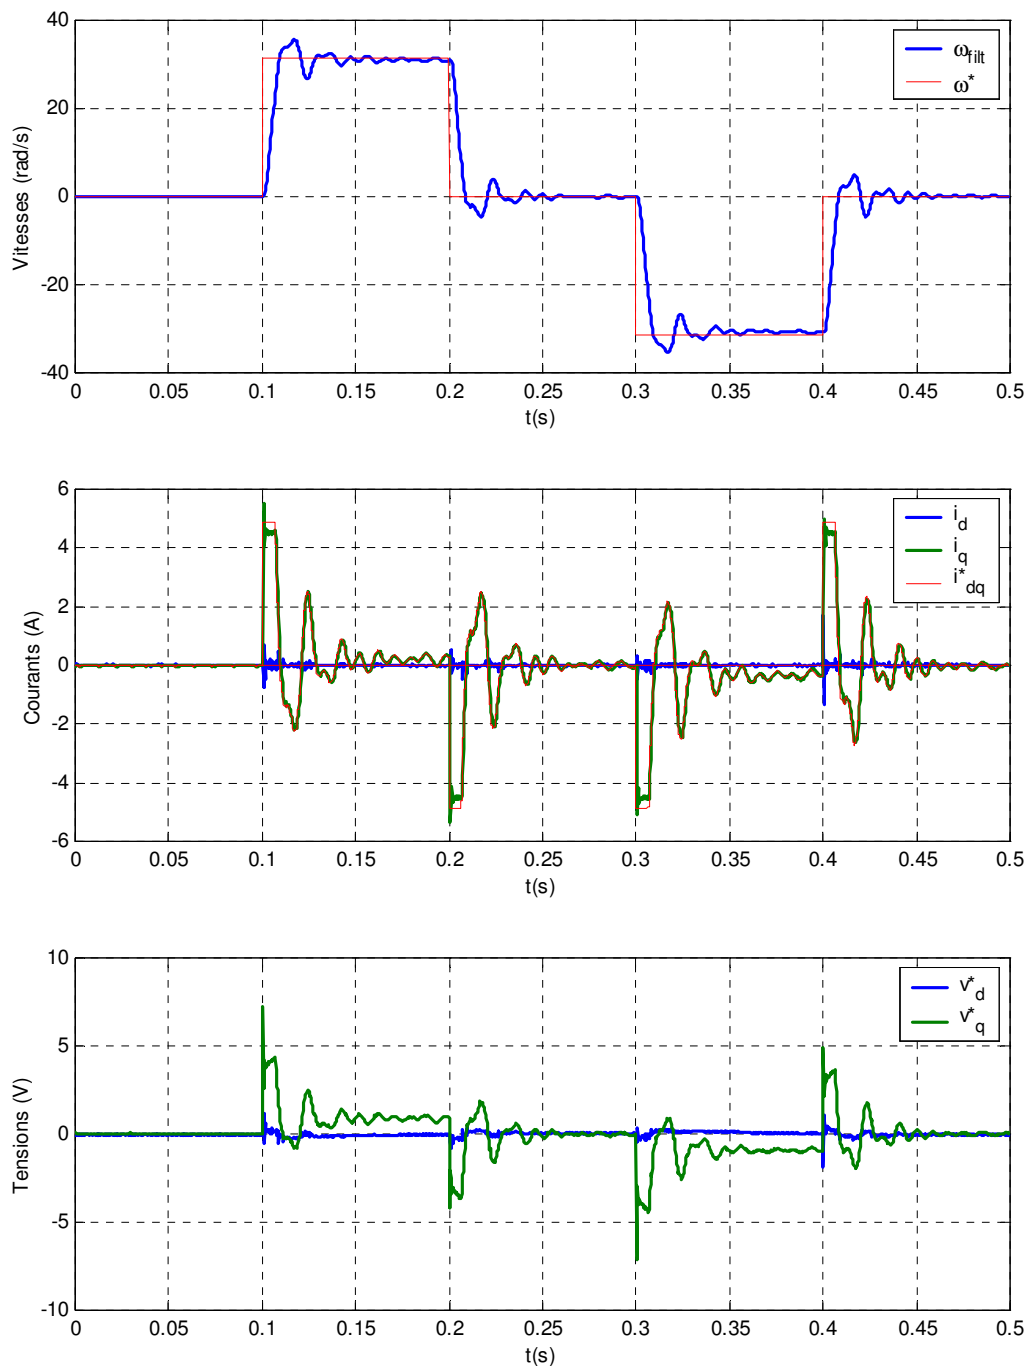 40
20
0
-20
-40
Vitesses (rad/s)
ω_filt
ω*
0 0.05 0.1 0.15 0.2 0.25 0.3 0.35 0.4 0.45 0.5
t(s)
6
4
2
0
-2
-4
-6
Courants (A)
i_d
i_q
i*_dq
0 0.05 0.1 0.15 0.2 0.25 0.3 0.35 0.4 0.45 0.5
t(s)
10
5
0
-5
-10
Tensions (V)
v*_d
v*_q
0 0.05 0.1 0.15 0.2 0.25 0.3 0.35 0.4 0.45 0.5
t(s)